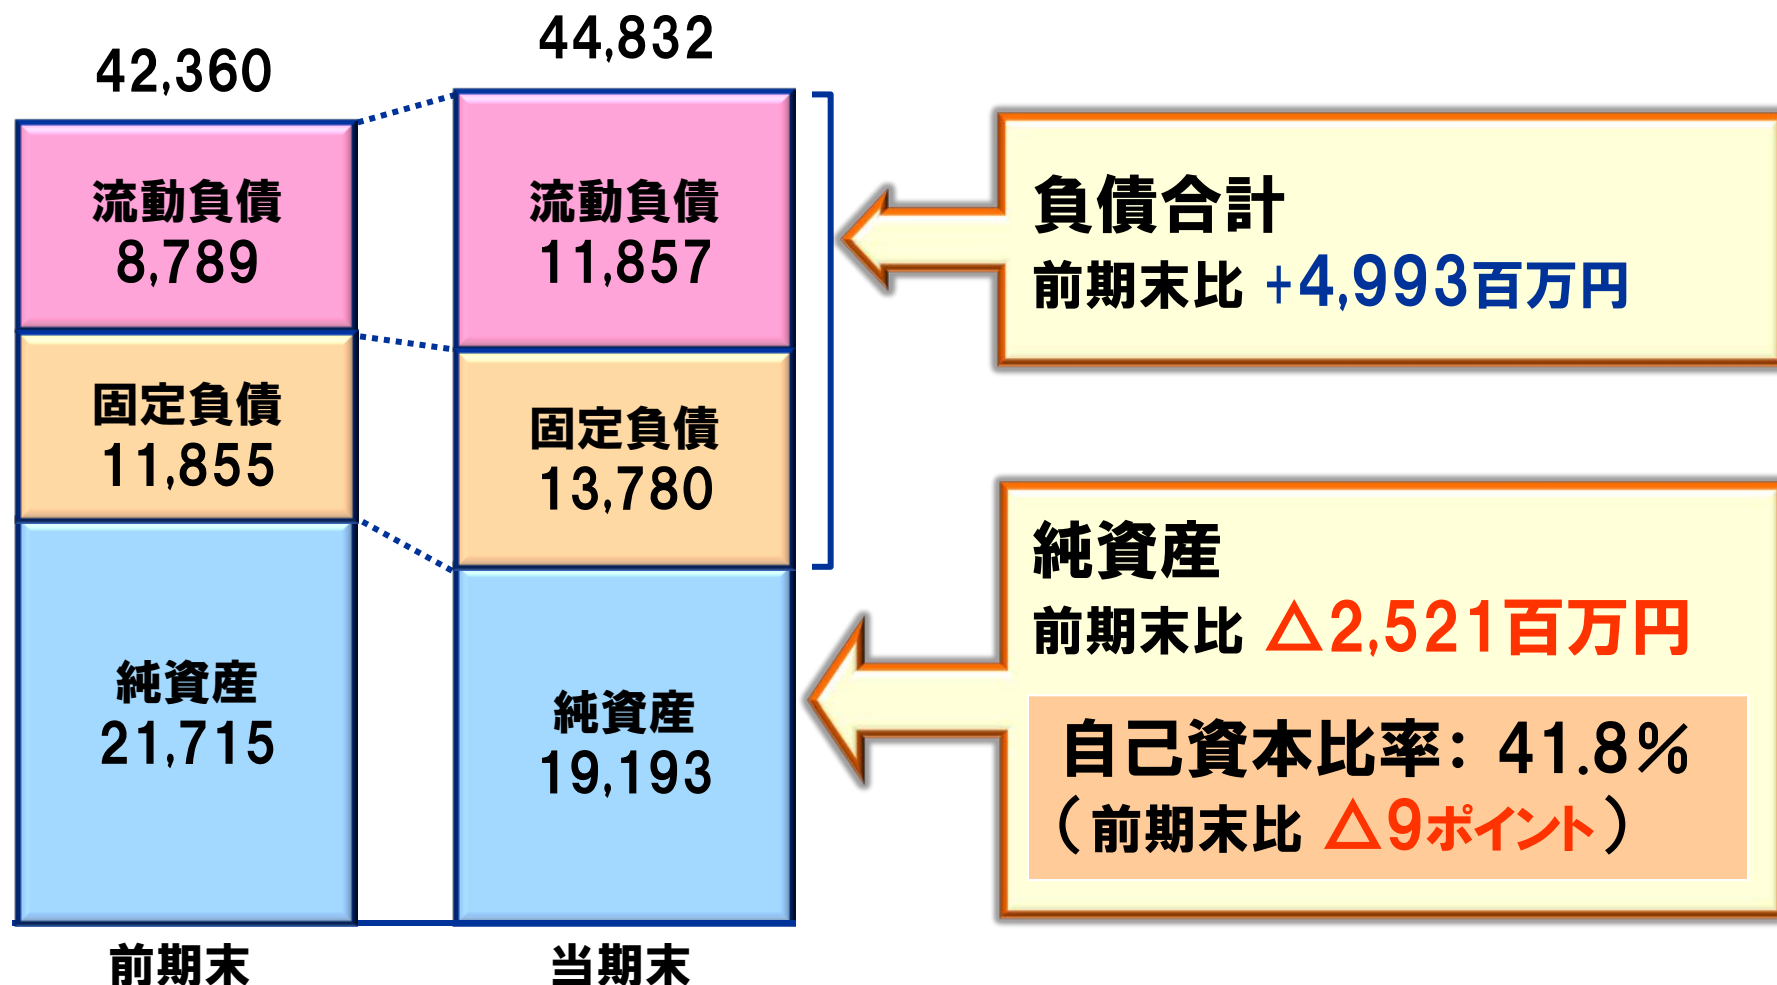 42,360
流動負債
8,789
固定負債
11,855
純資産
21,715
前期末
44,832
流動負債
11,857
固定負債
13,780
純資産
19,193
当期末
負債合計
前期末比 +4,993百万円
純資産
前期末比 △2,521百万円
自己資本比率: 41.8%
(前期末比 △9ポイント)